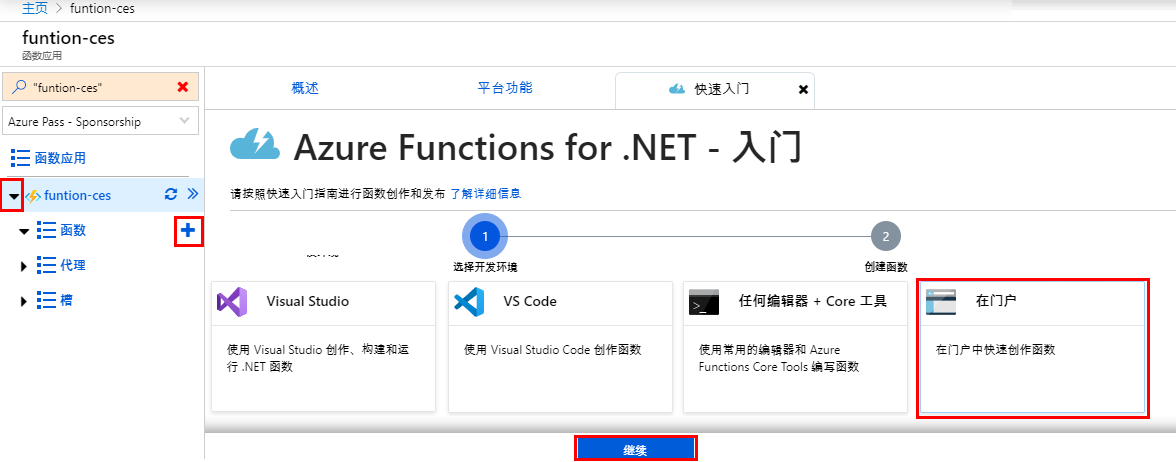 主页 > funtion-ces
funtion-ces
函数应用
"funtion-ces"
Azure Pass - Sponsorship
函数应用
funtion-ces
函数
代理
槽
概述
平台功能
快速入门
Azure Functions for .NET - 入门
请按照快速入门指南进行函数创作和发布 了解详细信息
1
2
选择开发环境
创建函数
Visual Studio
使用 Visual Studio 创作、构建和运
行 .NET 函数
VS Code
使用 Visual Studio Code 创作函数
>_
任何编辑器 + Core 工具
使用常用的编辑器和 Azure
Functions Core Tools 编写函数
在门户
在门户中快速创作函数
继续